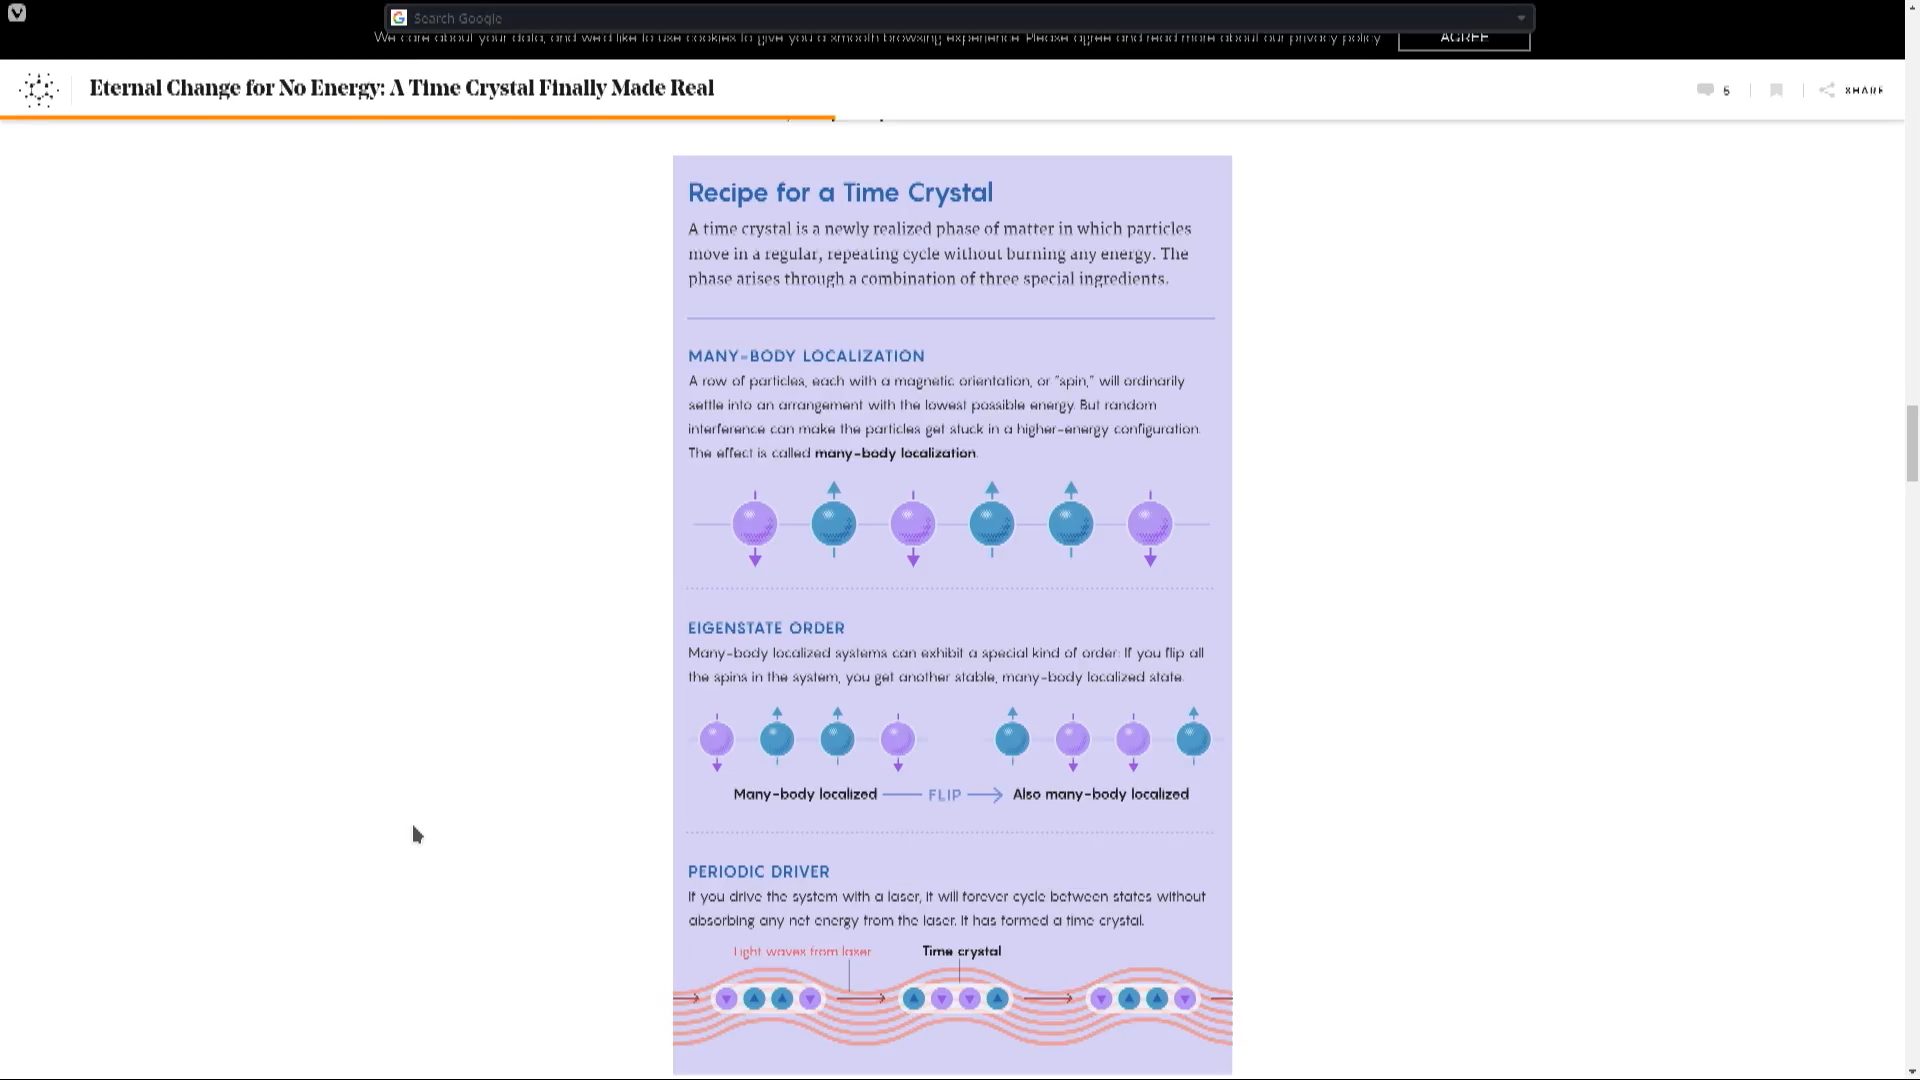 Search Google
We care about your data, and we'd like to use cookies to give you a smooth browsing experience. Please agree and read more about our privacy policy
AGREE
Eternal Change for No Energy: A Time Crystal Finally Made Real
5
SHARE
Recipe for a Time Crystal
A time crystal is a newly realized phase of matter in which particles
move in a regular, repeating cycle without burning any energy. The
phase arises through a combination of three special ingredients.
MANY-BODY LOCALIZATION
A row of particles, each with a magnetic orientation, or "spin," will ordinarily
settle into an arrangement with the lowest possible energy. But random
interference can make the particles get stuck in a higher-energy configuration.
The effect is called many-body localization.
EIGENSTATE ORDER
Many-body localized systems can exhibit a special kind of order: If you flip all
the spins in the system, you get another stable, many-body localized state.
Many-body localized FLIP Also many-body localized
PERIODIC DRIVER
If you drive the system with a laser, it will forever cycle between states without
absorbing any net energy from the laser. It has formed a time crystal.
Light waves from laser Time crystal